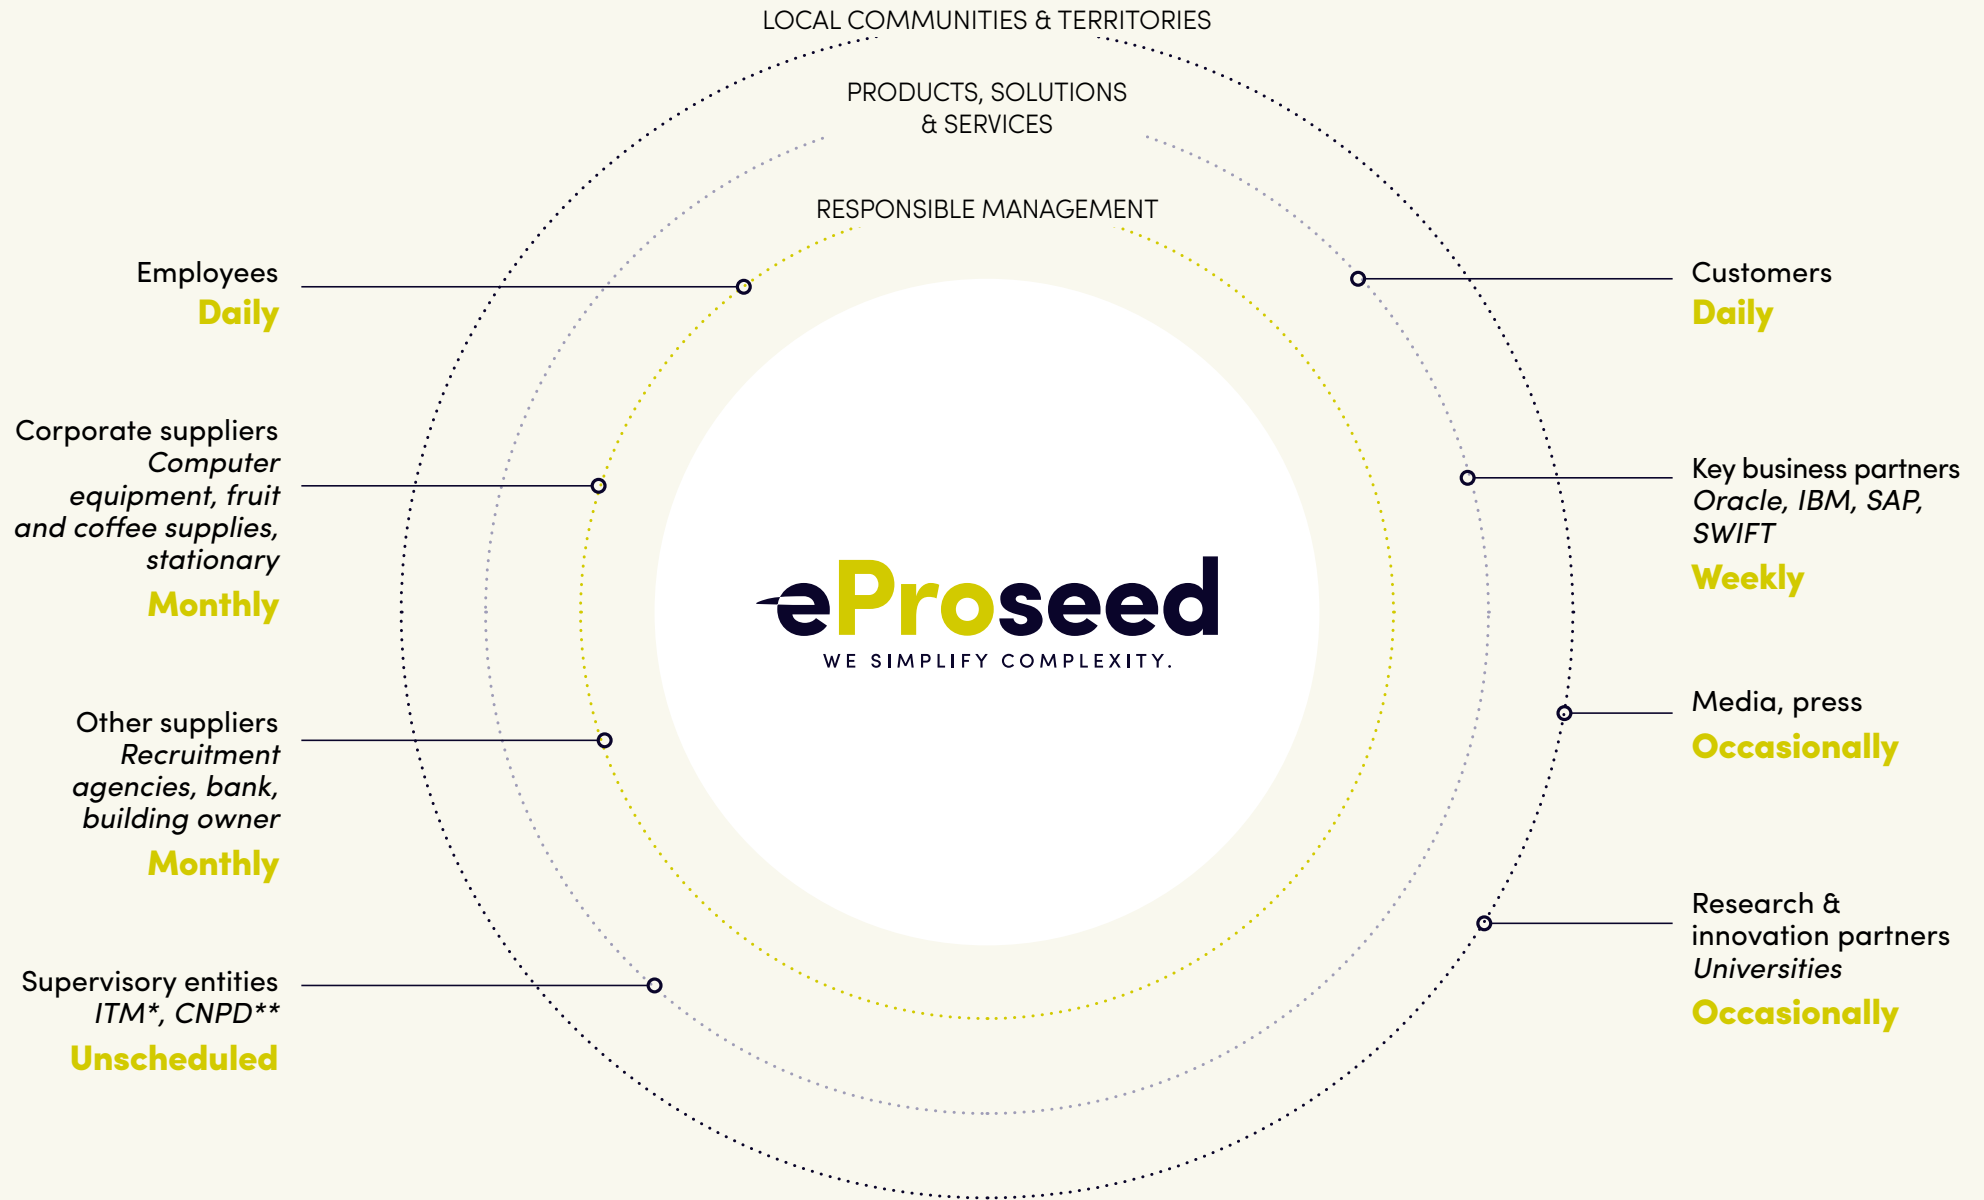 LOCAL COMMUNITIES & TERRITORIES
PRODUCTS, SOLUTIONS
& SERVICES
RESPONSIBLE MANAGEMENT
Employees
Daily
Corporate suppliers
Computer
equipment, fruit
and coffee supplies,
stationary
Monthly
Other suppliers
Recruitment
agencies, bank,
building owner
Monthly
Supervisory entities
ITM*, CNPD**
Unscheduled
eProseed
WE SIMPLIFY COMPLEXITY.
Customers
Daily
Key business partners
Oracle, IBM, SAP,
SWIFT
Weekly
Media, press
Occasionally
Research &
innovation partners
Universities
Occasionally